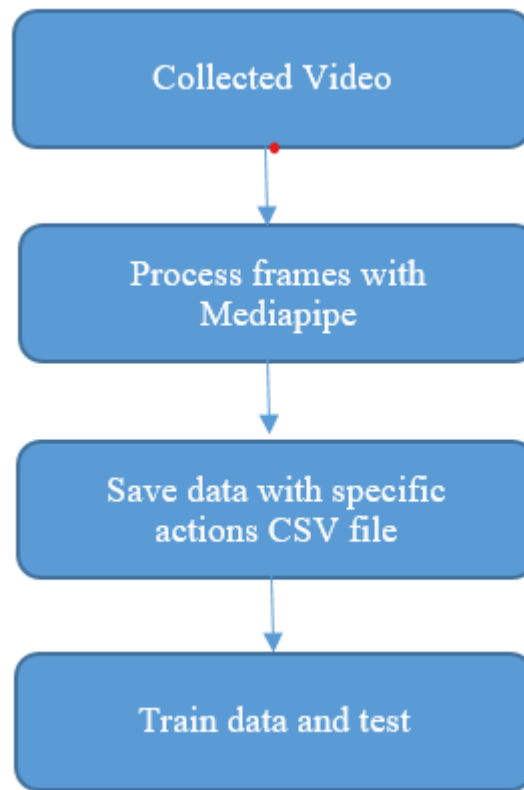 Collected Video
Process frames with
Mediapipe
Save data with specific
actions CSV file
Train data and test